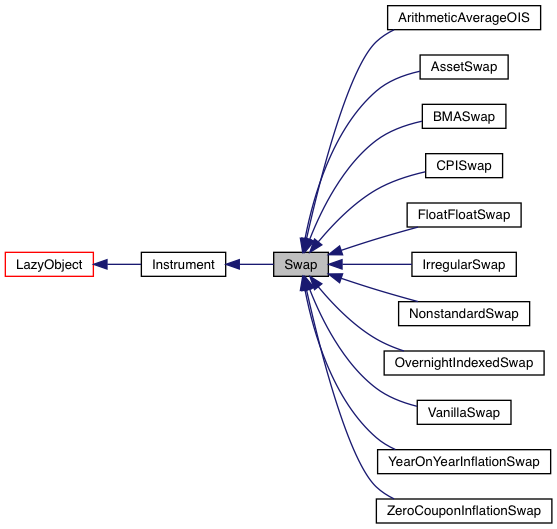 ArithmeticAverageOIS
AssetSwap
BMASwap
CPISwap
FloatFloatSwap
LazyObject
Instrument
Swap
IrregularSwap
NonstandardSwap
OvernightIndexedSwap
VanillaSwap
YearOnYearInflationSwap
ZeroCouponInflationSwap